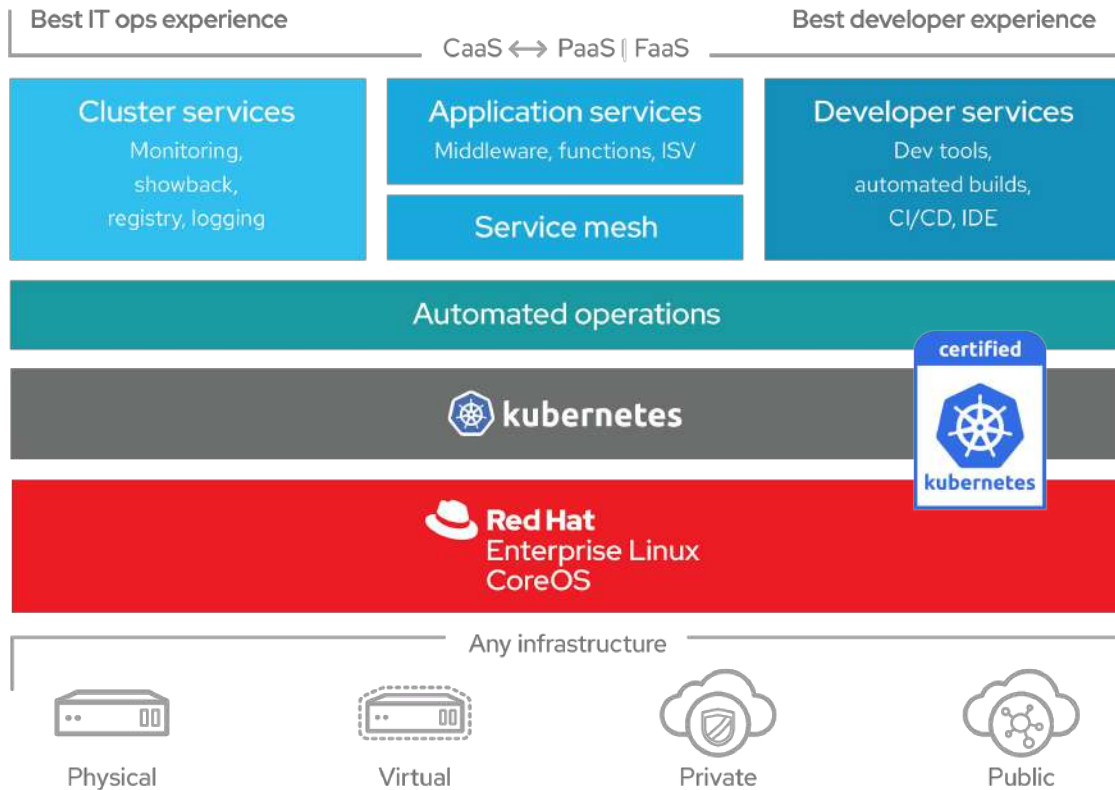 Best IT ops experience
Best developer experience
CaaS ↔ PaaS | FaaS
Cluster services
Monitoring,
showback,
registry, logging
Application services
Middleware, functions, ISV
Service mesh
Developer services
Dev tools,
automated builds,
CI/CD, IDE
Automated operations
certified
kubernetes
kubernetes
Red Hat
Enterprise Linux
CoreOS
Any infrastructure
Physical
Virtual
Private
Public